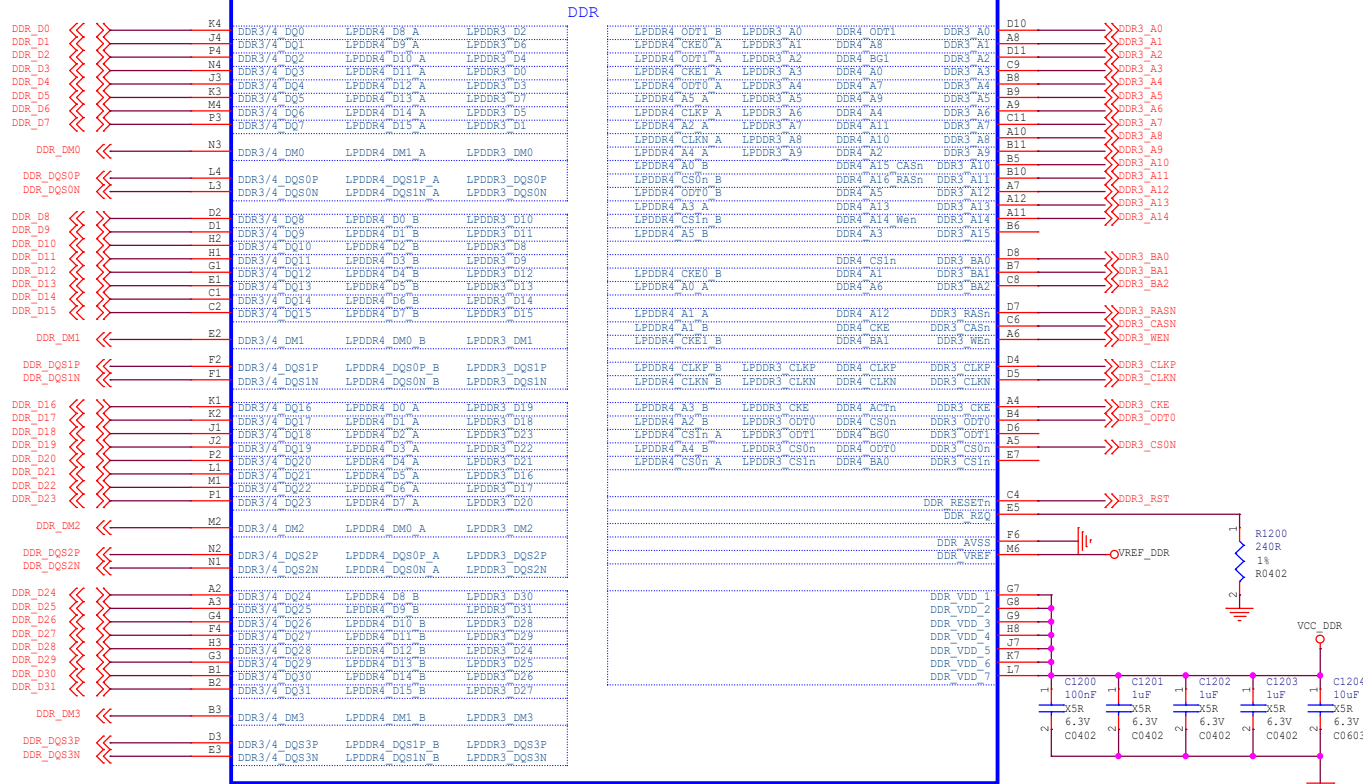 DDR
DDR_D0 K4 DDR3/4_DQ0 LPDDR4_D8_A LPDDR3_D2
DDR_D1 J4 DDR3/4_DQ1 LPDDR4_D9_A LPDDR3_D6
DDR_D2 P4 DDR3/4_DQ2 LPDDR4_D10_A LPDDR3_D4
DDR_D3 N4 DDR3/4_DQ3 LPDDR4_D11_A LPDDR3_D0
DDR_D4 J3 DDR3/4_DQ4 LPDDR4_D12_A LPDDR3_D3
DDR_D5 K3 DDR3/4_DQ5 LPDDR4_D13_A LPDDR3_D7
DDR_D6 M4 DDR3/4_DQ6 LPDDR4_D14_A LPDDR3_D5
DDR_D7 P3 DDR3/4_DQ7 LPDDR4_D15_A LPDDR3_D1
DDR_DM0 N3 DDR3/4_DM0 LPDDR4_DM1_A LPDDR3_DM0
DDR_DQS0P L4 DDR3/4_DQS0P LPDDR4_DQS1P_A LPDDR3_DQS0P
DDR_DQS0N L3 DDR3/4_DQS0N LPDDR4_DQS1N_A LPDDR3_DQS0N
DDR_D8 D2 DDR3/4_DQ8 LPDDR4_D0_B LPDDR3_D10
DDR_D9 D1 DDR3/4_DQ9 LPDDR4_D1_B LPDDR3_D11
DDR_D10 H2 DDR3/4_DQ10 LPDDR4_D2_B LPDDR3_D8
DDR_D11 H1 DDR3/4_DQ11 LPDDR4_D3_B LPDDR3_D9
DDR_D12 G1 DDR3/4_DQ12 LPDDR4_D4_B LPDDR3_D12
DDR_D13 E1 DDR3/4_DQ13 LPDDR4_D5_B LPDDR3_D13
DDR_D14 C1 DDR3/4_DQ14 LPDDR4_D6_B LPDDR3_D14
DDR_D15 C2 DDR3/4_DQ15 LPDDR4_D7_B LPDDR3_D15
DDR_DM1 E2 DDR3/4_DM1 LPDDR4_DM0_B LPDDR3_DM1
DDR_DQS1P F2 DDR3/4_DQS1P LPDDR4_DQS0P_B LPDDR3_DQS1P
DDR_DQS1N F1 DDR3/4_DQS1N LPDDR4_DQS0N_B LPDDR3_DQS1N
DDR_D16 K1 DDR3/4_DQ16 LPDDR4_D0_A LPDDR3_D19
DDR_D17 K2 DDR3/4_DQ17 LPDDR4_D1_A LPDDR3_D18
DDR_D18 J1 DDR3/4_DQ18 LPDDR4_D2_A LPDDR3_D23
DDR_D19 J2 DDR3/4_DQ19 LPDDR4_D3_A LPDDR3_D22
DDR_D20 P2 DDR3/4_DQ20 LPDDR4_D4_A LPDDR3_D21
DDR_D21 L1 DDR3/4_DQ21 LPDDR4_D5_A LPDDR3_D16
DDR_D22 M1 DDR3/4_DQ22 LPDDR4_D6_A LPDDR3_D17
DDR_D23 P1 DDR3/4_DQ23 LPDDR4_D7_A LPDDR3_D20
DDR_DM2 M2 DDR3/4_DM2 LPDDR4_DM0_A LPDDR3_DM2
DDR_DQS2P N2 DDR3/4_DQS2P LPDDR4_DQS0P_A LPDDR3_DQS2P
DDR_DQS2N N1 DDR3/4_DQS2N LPDDR4_DQS0N_A LPDDR3_DQS2N
DDR_D24 A2 DDR3/4_DQ24 LPDDR4_D8_B LPDDR3_D30
DDR_D25 A3 DDR3/4_DQ25 LPDDR4_D9_B LPDDR3_D31
DDR_D26 G4 DDR3/4_DQ26 LPDDR4_D10_B LPDDR3_D28
DDR_D27 F4 DDR3/4_DQ27 LPDDR4_D11_B LPDDR3_D29
DDR_D28 H3 DDR3/4_DQ28 LPDDR4_D12_B LPDDR3_D24
DDR_D29 G3 DDR3/4_DQ29 LPDDR4_D13_B LPDDR3_D25
DDR_D30 B1 DDR3/4_DQ30 LPDDR4_D14_B LPDDR3_D26
DDR_D31 B2 DDR3/4_DQ31 LPDDR4_D15_B LPDDR3_D27
DDR_DM3 B3 DDR3/4_DM3 LPDDR4_DM1_B LPDDR3_DM3
DDR_DQS3P D3 DDR3/4_DQS3P LPDDR4_DQS1P_B LPDDR3_DQS3P
DDR_DQS3N E3 DDR3/4_DQS3N LPDDR4_DQS1N_B LPDDR3_DQS3N
LPDDR4_ODT1_B LPDDR3_A0 DDR4_ODT1 DDR3_A0 D10 DDR3_A0
LPDDR4_CKE0_A LPDDR3_A1 DDR4_A8 DDR3_A1 A8 DDR3_A1
LPDDR4_ODT1_A LPDDR3_A2 DDR4_BG1 DDR3_A2 D11 DDR3_A2
LPDDR4_CKE1_A LPDDR3_A3 DDR4_A0 DDR3_A3 C9 DDR3_A3
LPDDR4_ODT0_A LPDDR3_A4 DDR4_A7 DDR3_A4 B8 DDR3_A4
LPDDR4_A5_A LPDDR3_A5 DDR4_A9 DDR3_A5 B9 DDR3_A5
LPDDR4_CLKP_A LPDDR3_A6 DDR4_A4 DDR3_A6 A9 DDR3_A6
LPDDR4_A2_A LPDDR3_A7 DDR4_A11 DDR3_A7 C11 DDR3_A7
LPDDR4_CLKN_A LPDDR3_A8 DDR4_A10 DDR3_A8 A10 DDR3_A8
LPDDR4_A4_A LPDDR3_A9 DDR4_A2 DDR3_A9 B11 DDR3_A9
LPDDR4_A0_B DDR4_A15_CASn DDR3_A10 B5 DDR3_A10
LPDDR4_CS0n_B DDR4_A16_RASn DDR3_A11 B10 DDR3_A11
LPDDR4_ODT0_B DDR4_A5 DDR3_A12 A7 DDR3_A12
LPDDR4_A3_A DDR4_A13 DDR3_A13 A12 DDR3_A13
LPDDR4_CS1n_B DDR4_A14_Wen DDR3_A14 A11 DDR3_A14
LPDDR4_A5_B DDR4_A3 DDR3_A15 B6
DDR4_CS1n DDR3_BA0 D8 DDR3_BA0
LPDDR4_CKE0_B DDR4_A1 DDR3_BA1 B7 DDR3_BA1
LPDDR4_A0_A DDR4_A6 DDR3_BA2 C8 DDR3_BA2
LPDDR4_A1_A DDR4_A12 DDR3_RASn D7 DDR3_RASN
LPDDR4_A1_B DDR4_CKE DDR3_CASn C6 DDR3_CASN
LPDDR4_CKE1_B DDR4_BA1 DDR3_WEn A6 DDR3_WEN
LPDDR4_CLKP_B LPDDR3_CLKP DDR4_CLKP DDR3_CLKP D4 DDR3_CLKP
LPDDR4_CLKN_B LPDDR3_CLKN DDR4_CLKN DDR3_CLKN D5 DDR3_CLKN
LPDDR4_A3_B LPDDR3_CKE DDR4_ACTn DDR3_CKE A4 DDR3_CKE
LPDDR4_A2_B LPDDR3_ODT0 DDR4_CS0n DDR3_ODT0 B4 DDR3_ODT0
LPDDR4_CS1n_A LPDDR3_ODT1 DDR4_BG0 DDR3_ODT1 D6
LPDDR4_A4_B LPDDR3_CS0n DDR4_ODT0 DDR3_CS0n A5 DDR3_CS0N
LPDDR4_CS0n_A LPDDR3_CS1n DDR4_BA0 DDR3_CS1n E7
DDR_RESETn C4 DDR3_RST
DDR_RZQ E5
DDR_AVSS F6
DDR_VREF M6 VREF_DDR
1 R1200
240R
1%
2 R0402
DDR_VDD_1 G7
DDR_VDD_2 G8
DDR_VDD_3 G9
DDR_VDD_4 H8
DDR_VDD_5 J7
DDR_VDD_6 K7
DDR_VDD_7 L7
VCC_DDR
C1200 C1201 C1202 C1203 C1204
1 100nF 1 1uF 1 1uF 1 1uF 1 10uF
X5R X5R X5R X5R X5R
2 6.3V 2 6.3V 2 6.3V 2 6.3V 2 6.3V
C0402 C0402 C0402 C0402 C0603